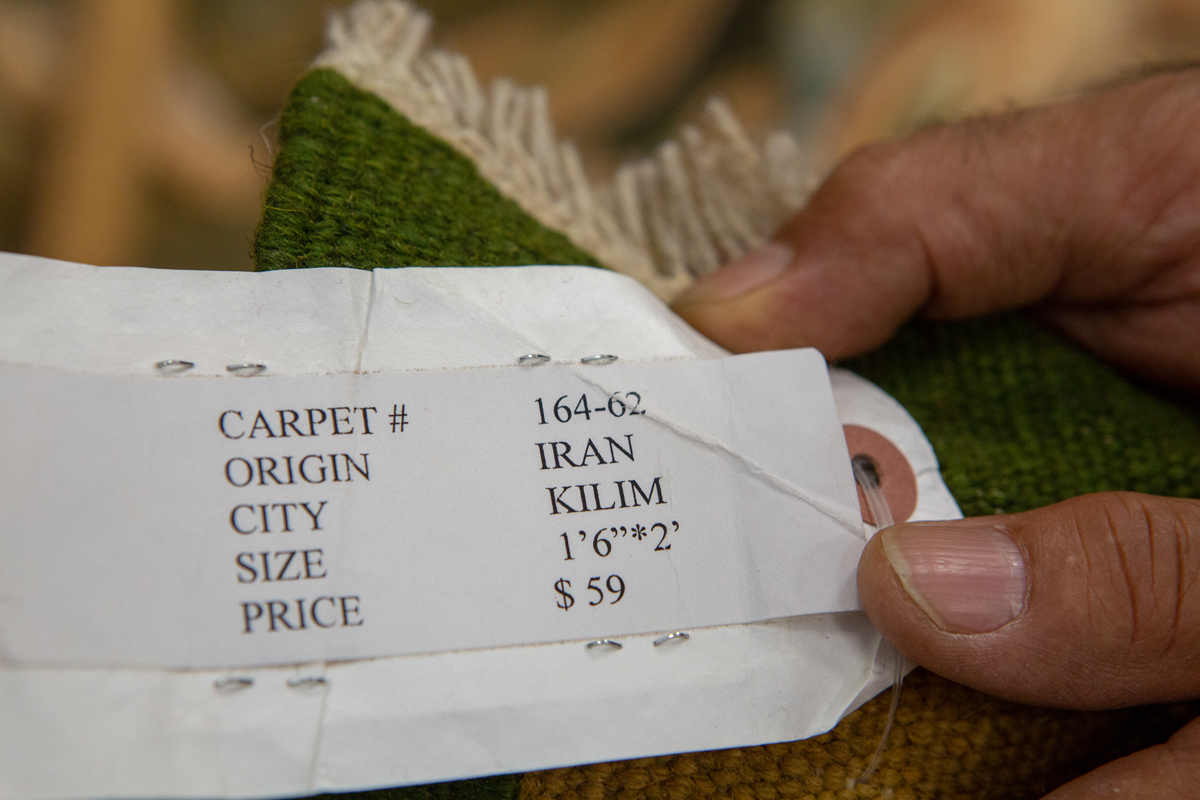 CARPET # 164-62
ORIGIN IRAN
CITY KILIM
SIZE 1’6”*2’
PRICE $ 59